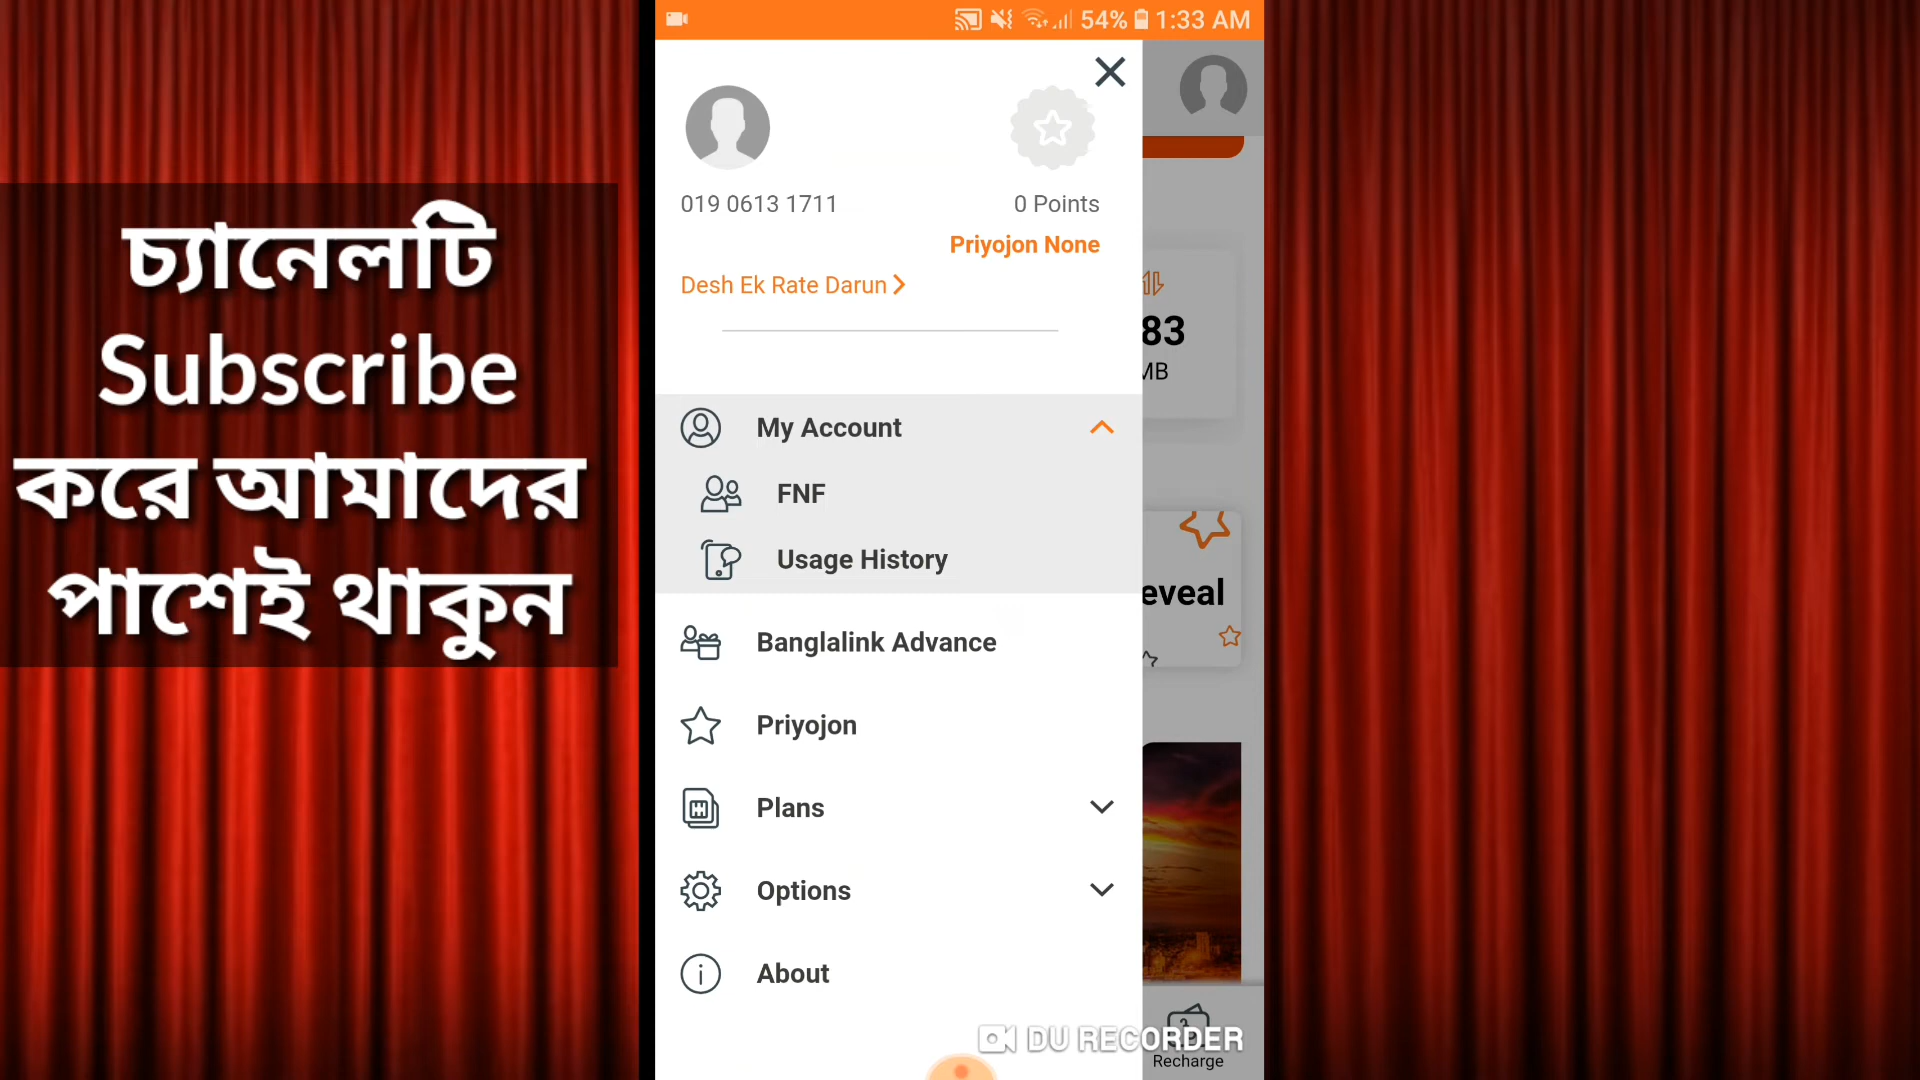 54% 1:33 AM
চ্যানেলটি
Subscribe
করে আমাদের
পাশেই থাকুন
019 0613 1711
0 Points
Priyojon None
Desh Ek Rate Darun
83
MB
My Account
FNF
Usage History
eveal
Banglalink Advance
Priyojon
Plans
Options
About
DU RECORDER
Recharge